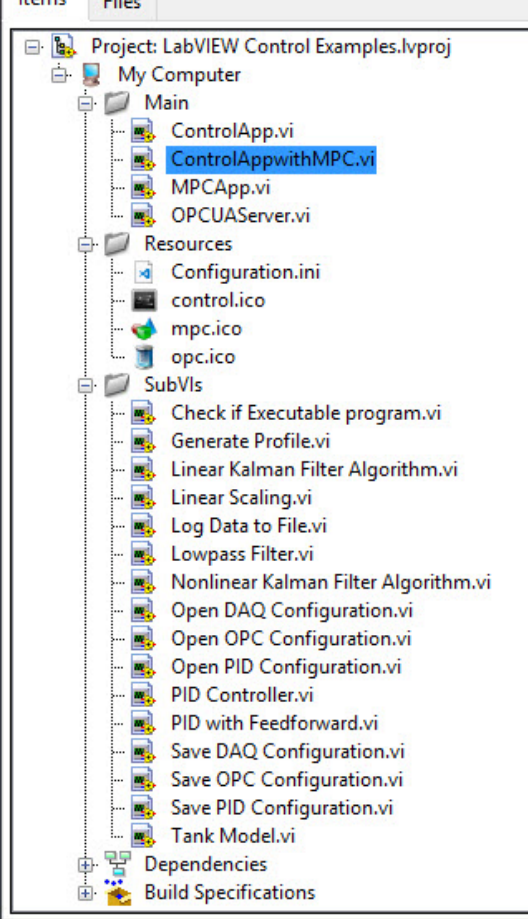 Items Files
Project: LabVIEW Control Examples.lvproj
My Computer
Main
ControlApp.vi
ControlAppwithMPC.vi
MPCApp.vi
OPCUAServer.vi
Resources
Configuration.ini
control.ico
mpc.ico
opc.ico
SubVIs
Check if Executable program.vi
Generate Profile.vi
Linear Kalman Filter Algorithm.vi
Linear Scaling.vi
Log Data to File.vi
Lowpass Filter.vi
Nonlinear Kalman Filter Algorithm.vi
Open DAQ Configuration.vi
Open OPC Configuration.vi
Open PID Configuration.vi
PID Controller.vi
PID with Feedforward.vi
Save DAQ Configuration.vi
Save OPC Configuration.vi
Save PID Configuration.vi
Tank Model.vi
Dependencies
Build Specifications